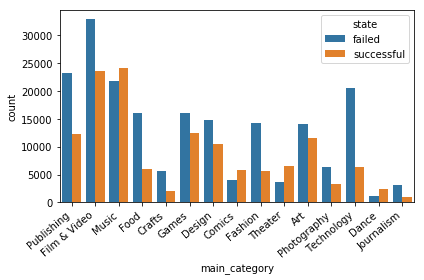 state
failed
successful
count
30000
25000
20000
15000
10000
5000
0
Publishing
Film & Video
Music
Food
Crafts
Games
Design
Comics
Fashion
Theater
Art
Photography
Technology
Dance
Journalism
main_category